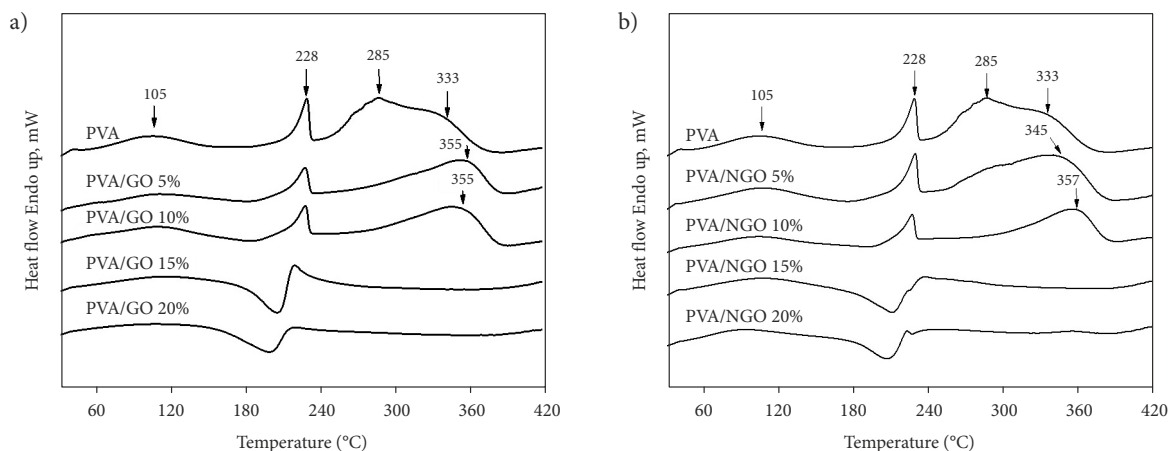 a)
228
285
333
105
PVA
355
PVA/GO 5%
355
PVA/GO 10%
PVA/GO 15%
PVA/GO 20%
Heat flow Endo up, mW
60 120 180 240 300 360 420
Temperature (°C)
b)
228
285
333
105
PVA
345
PVA/NGO 5%
357
PVA/NGO 10%
PVA/NGO 15%
PVA/NGO 20%
Heat flow Endo up, mW
60 120 180 240 300 360 420
Temperature (°C)